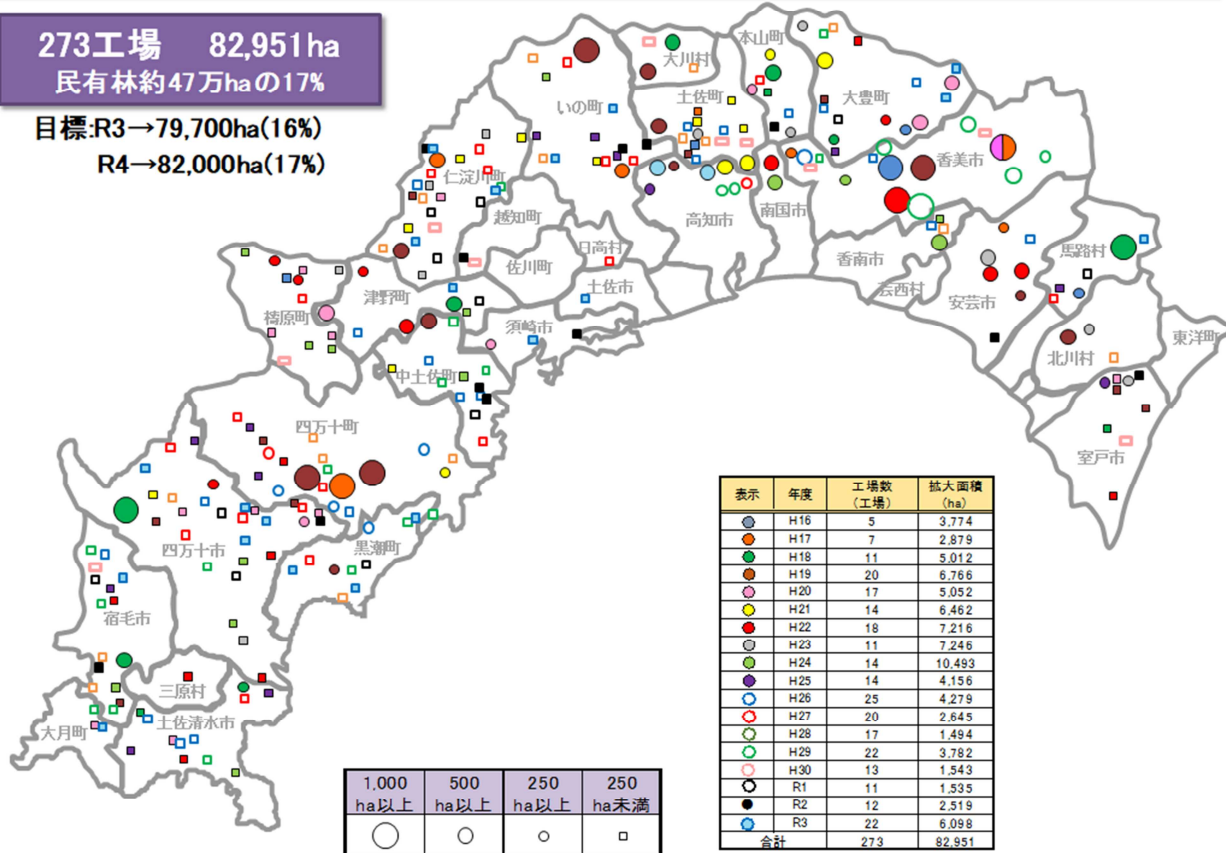 273工場 82,951ha
民有林約47万haの17%
目標:R3→79,700ha(16%)
R4→82,000ha(17%)
本山町
大川村
いの町
土佐町
大豊町
香美市
仁淀川町
越知町
高知市
南国市
日高村
佐川町
香南市
馬路村
土佐市
芸西村
安芸市
津野町
梼原町
須崎市
東洋町
北川村
中土佐町
四万十町
室戸市
黒潮町
四万十市
宿毛市
三原村
土佐清水市
大月町
表示 年度 工場数(工場) 拡大面積(ha)
H16 5 3,774
H17 7 2,879
H18 11 5,012
H19 20 6,766
H20 17 5,052
H21 14 6,462
H22 18 7,216
H23 11 7,246
H24 14 10,493
H25 14 4,156
H26 25 4,279
H27 20 2,645
H28 17 1,494
H29 22 3,782
H30 13 1,543
R1 11 1,535
R2 12 2,519
R3 22 6,098
合計 273 82,951
1,000 500 250 250
ha以上 ha以上 ha以上 ha未満